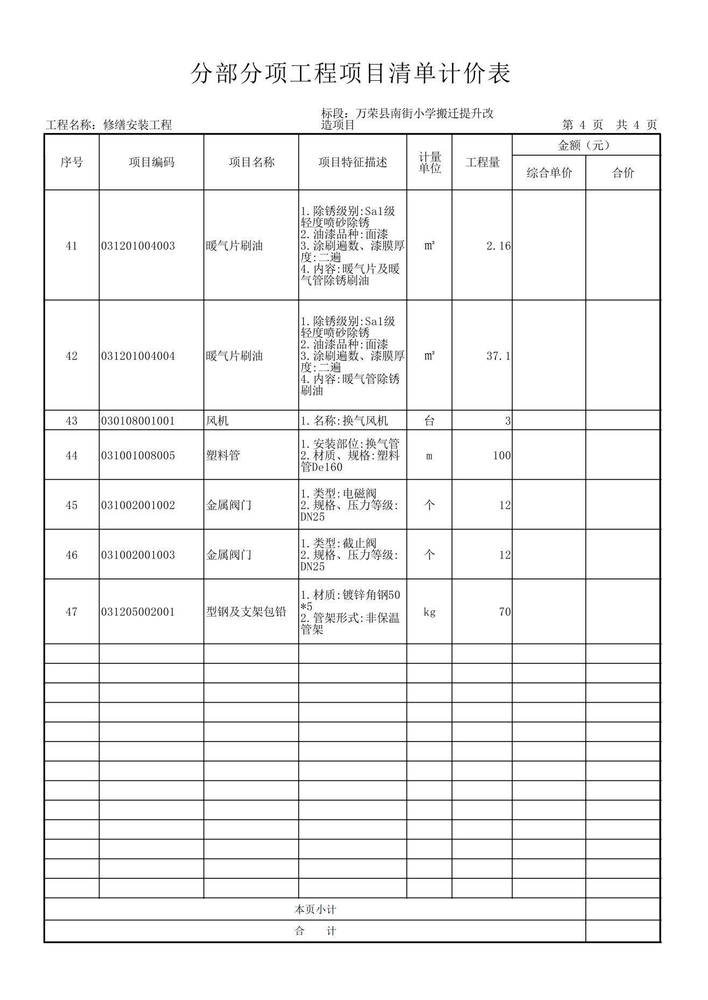 分部分项工程项目清单计价表
工程名称：修缮安装工程
标段：万荣县南街小学搬迁提升改
造项目
第 4 页 共 4 页
序号
项目编码
项目名称
项目特征描述
计量
单位
工程量
金额（元）
综合单价
合价
41
031201004003
暖气片刷油
1.除锈级别:Sa1级
轻度喷砂除锈
2.油漆品种:面漆
3.涂刷遍数、漆膜厚
度:二遍
4.内容:暖气片及暖
气管除锈刷油
m²
2.16
42
031201004004
暖气片刷油
1.除锈级别:Sa1级
轻度喷砂除锈
2.油漆品种:面漆
3.涂刷遍数、漆膜厚
度:二遍
4.内容:暖气管除锈
刷油
m²
37.1
43
030108001001
风机
1.名称:换气风机
台
3
44
031001008005
塑料管
1.安装部位:换气管
2.材质、规格:塑料
管De160
m
100
45
031002001002
金属阀门
1.类型:电磁阀
2.规格、压力等级:
DN25
个
12
46
031002001003
金属阀门
1.类型:截止阀
2.规格、压力等级:
DN25
个
12
47
031205002001
型钢及支架包铅
1.材质:镀锌角钢50
*5
2.管架形式:非保温
管架
kg
70
本页小计
合 计